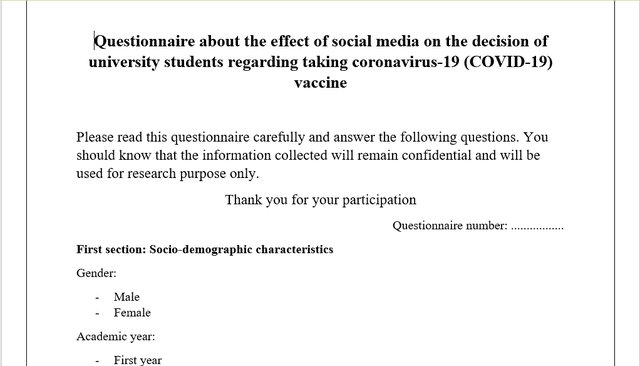 Questionnaire about the effect of social media on the decision of
university students regarding taking coronavirus-19 (COVID-19)
vaccine
Please read this questionnaire carefully and answer the following questions. You
should know that the information collected will remain confidential and will be
used for research purpose only.
Thank you for your participation
Questionnaire number: .................
First section: Socio-demographic characteristics
Gender:
- Male
- Female
Academic year:
- First year